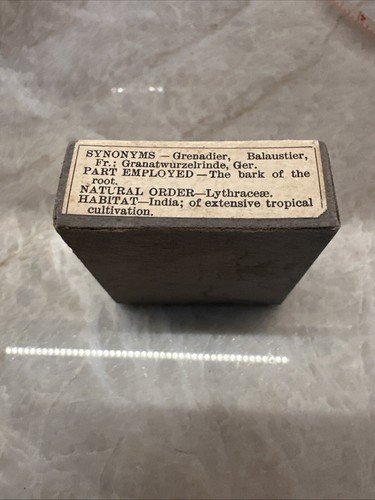 SYNONYMS — Grenadier, Balaustier,
Fr.; Granatwurzelrinde, Ger.
PART EMPLOYED — The bark of the
root.
NATURAL ORDER—Lythraceæ.
HABITAT—India; of extensive tropical
cultivation.